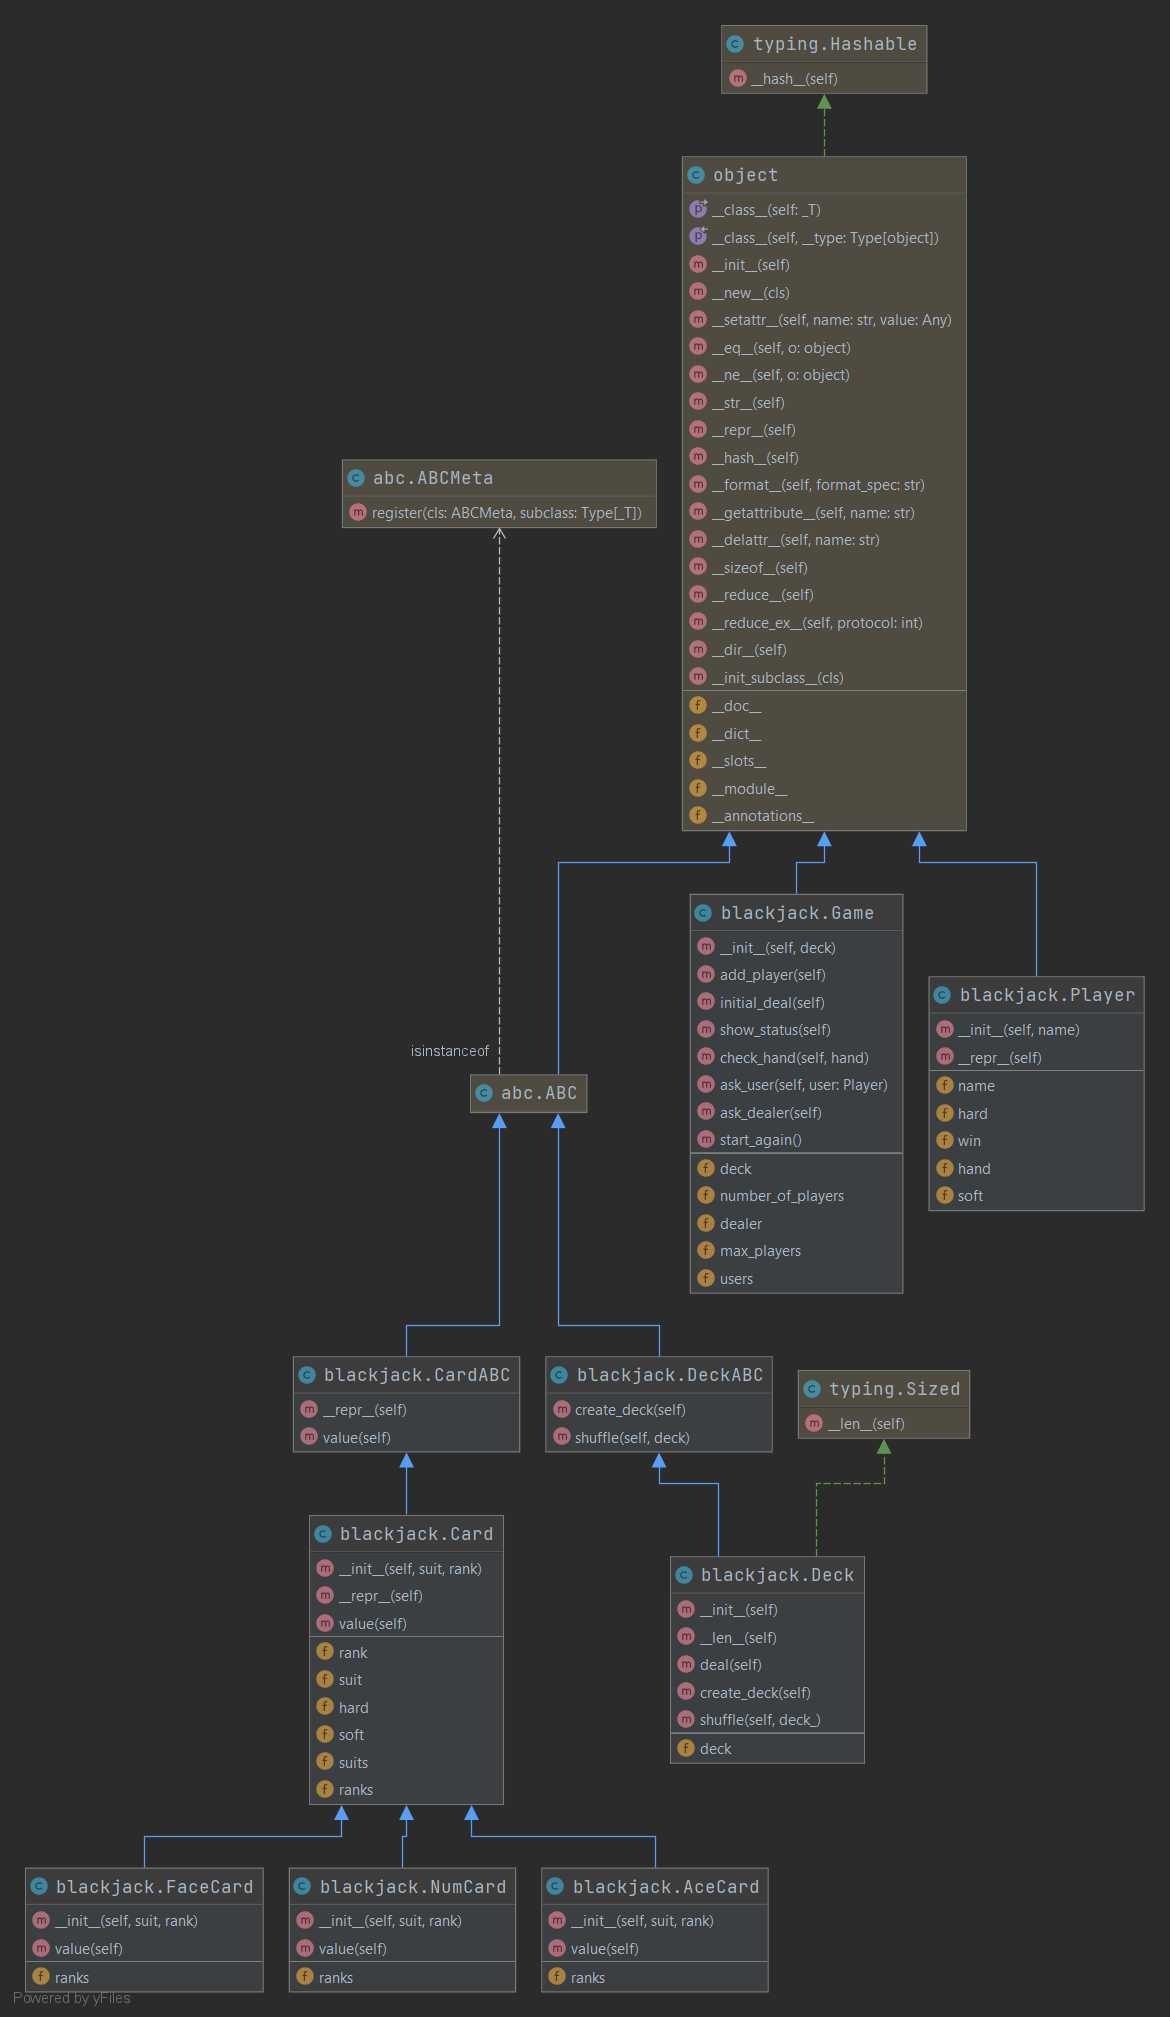 typing.Hashable
__hash__(self)
object
__class__(self: _T)
__class__(self, __type: Type[object])
__init__(self)
__new__(cls)
__setattr__(self, name: str, value: Any)
__eq__(self, o: object)
__ne__(self, o: object)
__str__(self)
__repr__(self)
__hash__(self)
__format__(self, format_spec: str)
__getattribute__(self, name: str)
__delattr__(self, name: str)
__sizeof__(self)
__reduce__(self)
__reduce_ex__(self, protocol: int)
__dir__(self)
__init_subclass__(cls)
__doc__
__dict__
__slots__
__module__
__annotations__
abc.ABCMeta
register(cls: ABCMeta, subclass: Type[_T])
isinstanceof
abc.ABC
blackjack.Game
__init__(self, deck)
add_player(self)
initial_deal(self)
show_status(self)
check_hand(self, hand)
ask_user(self, user: Player)
ask_dealer(self)
start_again()
deck
number_of_players
dealer
max_players
users
blackjack.Player
__init__(self, name)
__repr__(self)
name
hard
win
hand
soft
blackjack.CardABC
__repr__(self)
value(self)
blackjack.DeckABC
create_deck(self)
shuffle(self, deck)
typing.Sized
__len__(self)
blackjack.Card
__init__(self, suit, rank)
__repr__(self)
value(self)
rank
suit
hard
soft
suits
ranks
blackjack.Deck
__init__(self)
__len__(self)
deal(self)
create_deck(self)
shuffle(self, deck_)
deck
blackjack.FaceCard
__init__(self, suit, rank)
value(self)
ranks
blackjack.NumCard
__init__(self, suit, rank)
value(self)
ranks
blackjack.AceCard
__init__(self, suit, rank)
value(self)
ranks
Powered by yFiles